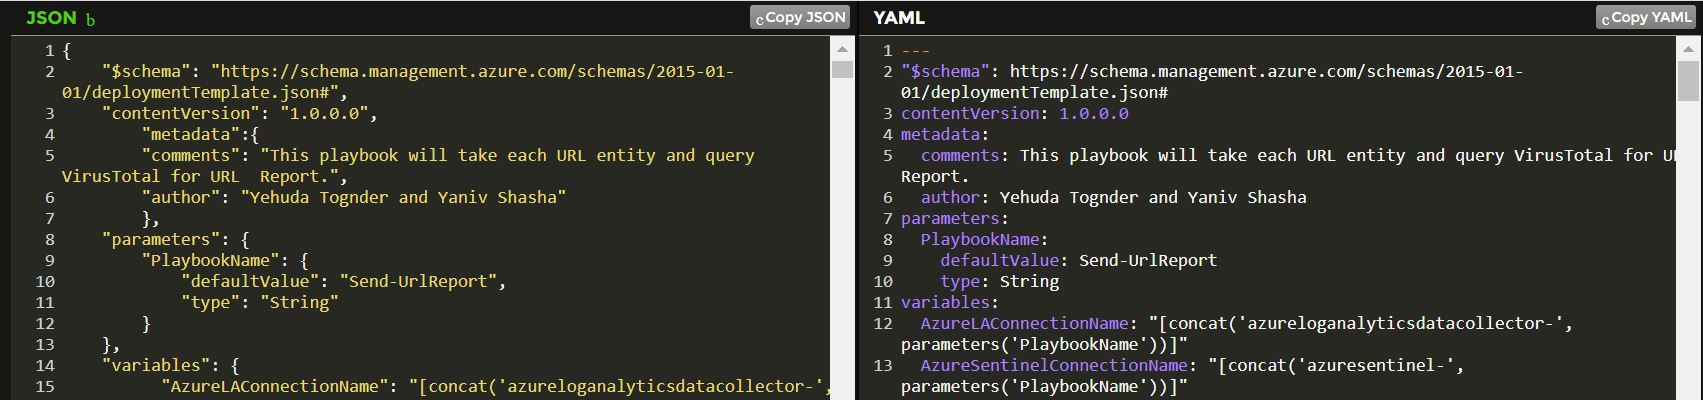 JSON b
c Copy JSON
1 {
2 "$schema": "https://schema.management.azure.com/schemas/2015-01-
01/deploymentTemplate.json#",
3 "contentVersion": "1.0.0.0",
4 "metadata":{
5 "comments": "This playbook will take each URL entity and query
VirusTotal for URL  Report.",
6 "author": "Yehuda Tognder and Yaniv Shasha"
7 },
8 "parameters": {
9 "PlaybookName": {
10 "defaultValue": "Send-UrlReport",
11 "type": "String"
12 }
13 },
14 "variables": {
15 "AzureLAConnectionName": "[concat('azureloganalyticsdatacollector-',
YAML
c Copy YAML
1 ---
2 "$schema": https://schema.management.azure.com/schemas/2015-01-
01/deploymentTemplate.json#
3 contentVersion: 1.0.0.0
4 metadata:
5 comments: This playbook will take each URL entity and query VirusTotal for
Report.
6 author: Yehuda Tognder and Yaniv Shasha
7 parameters:
8 PlaybookName:
9 defaultValue: Send-UrlReport
10 type: String
11 variables:
12 AzureLAConnectionName: "[concat('azureloganalyticsdatacollector-',
parameters('PlaybookName'))]"
13 AzureSentinelConnectionName: "[concat('azuresentinel-',
parameters('PlaybookName'))]"